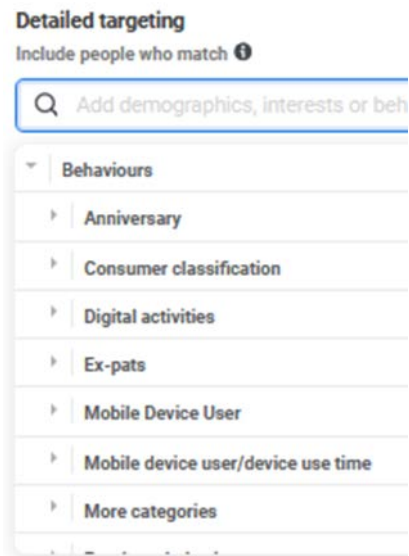 Detailed targeting
Include people who match
Add demographics, interests or beh
Behaviours
Anniversary
Consumer classification
Digital activities
Ex-pats
Mobile Device User
Mobile device user/device use time
More categories